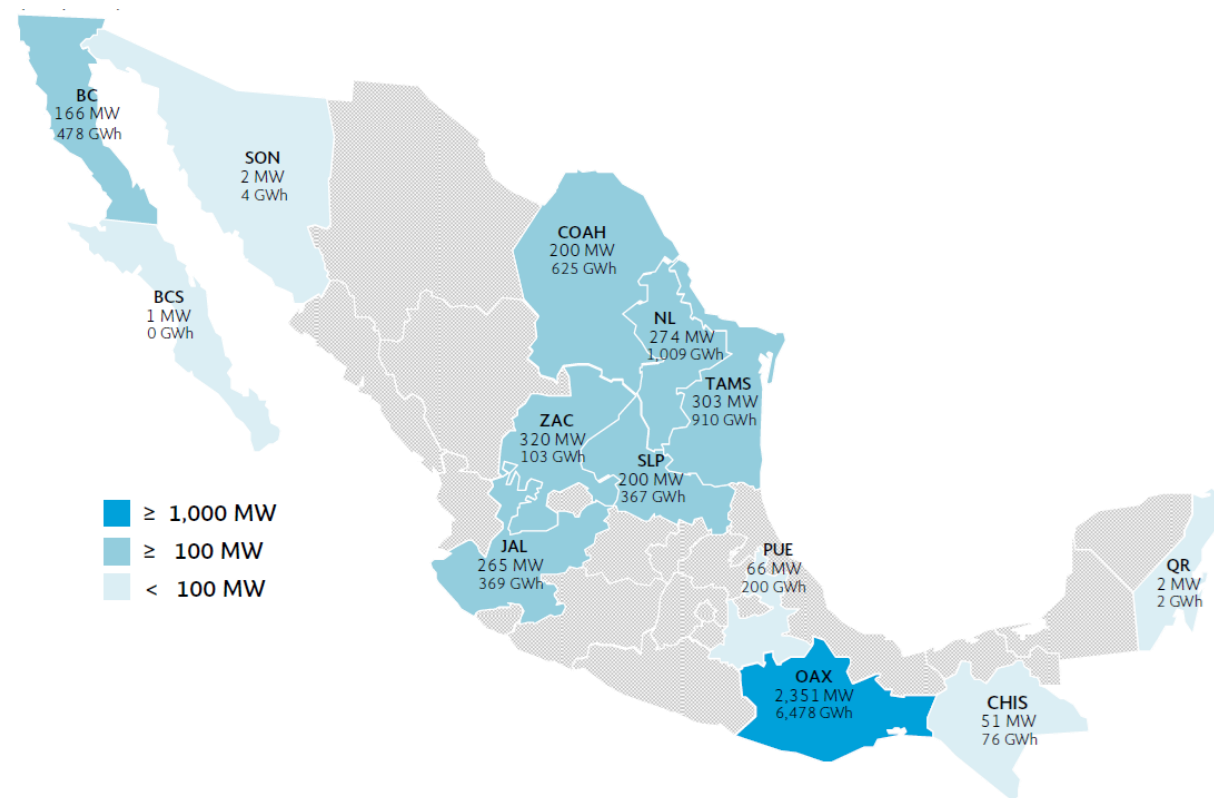 BC
166 MW
478 GWh
SON
2 MW
4 GWh
BCS
1 MW
0 GWh
COAH
200 MW
625 GWh
NL
274 MW
1,009 GWh
TAMS
303 MW
910 GWh
ZAC
320 MW
103 GWh
SLP
200 MW
367 GWh
≥ 1,000 MW
≥ 100 MW
< 100 MW
JAL
265 MW
369 GWh
PUE
66 MW
200 GWh
QR
2 MW
2 GWh
OAX
2,351 MW
6,478 GWh
CHIS
51 MW
76 GWh